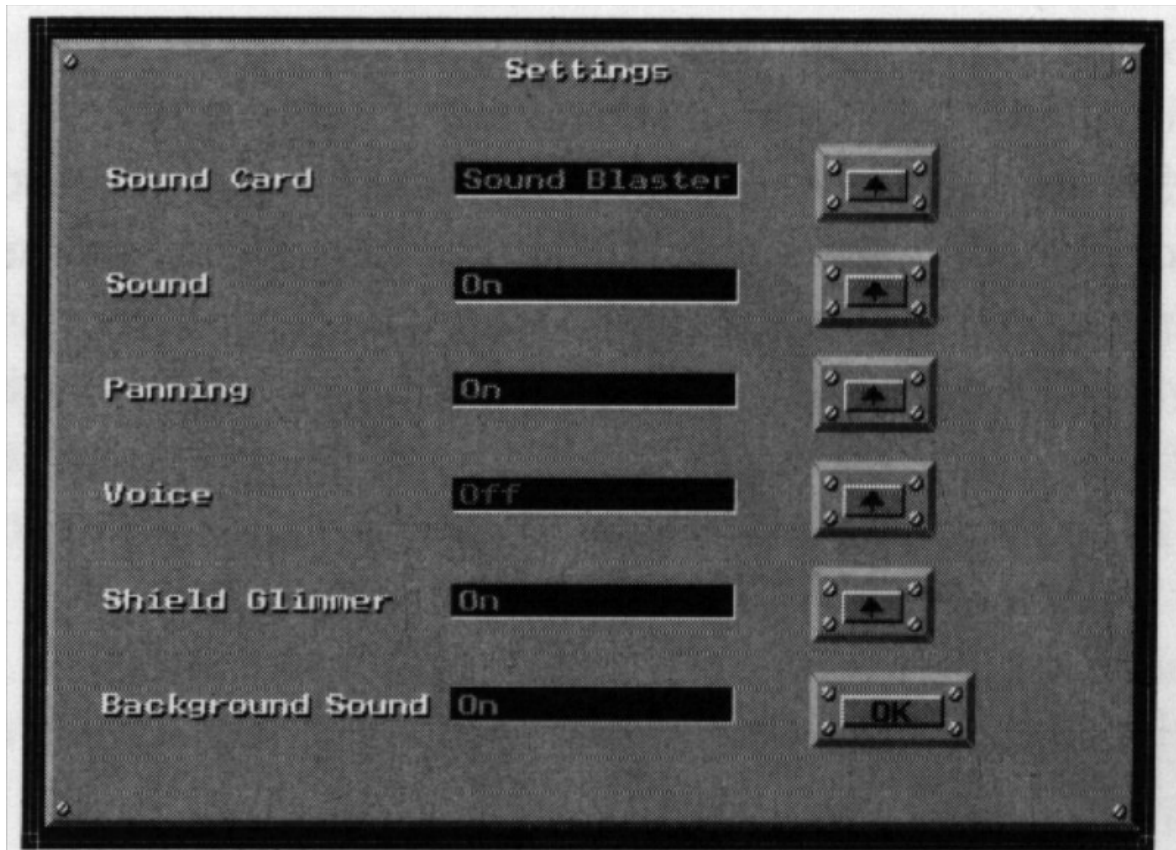 Settings
Sound Card Sound Blaster
Sound On
Panning On
Voice Off
Shield Glimmer On
Background Sound On OK